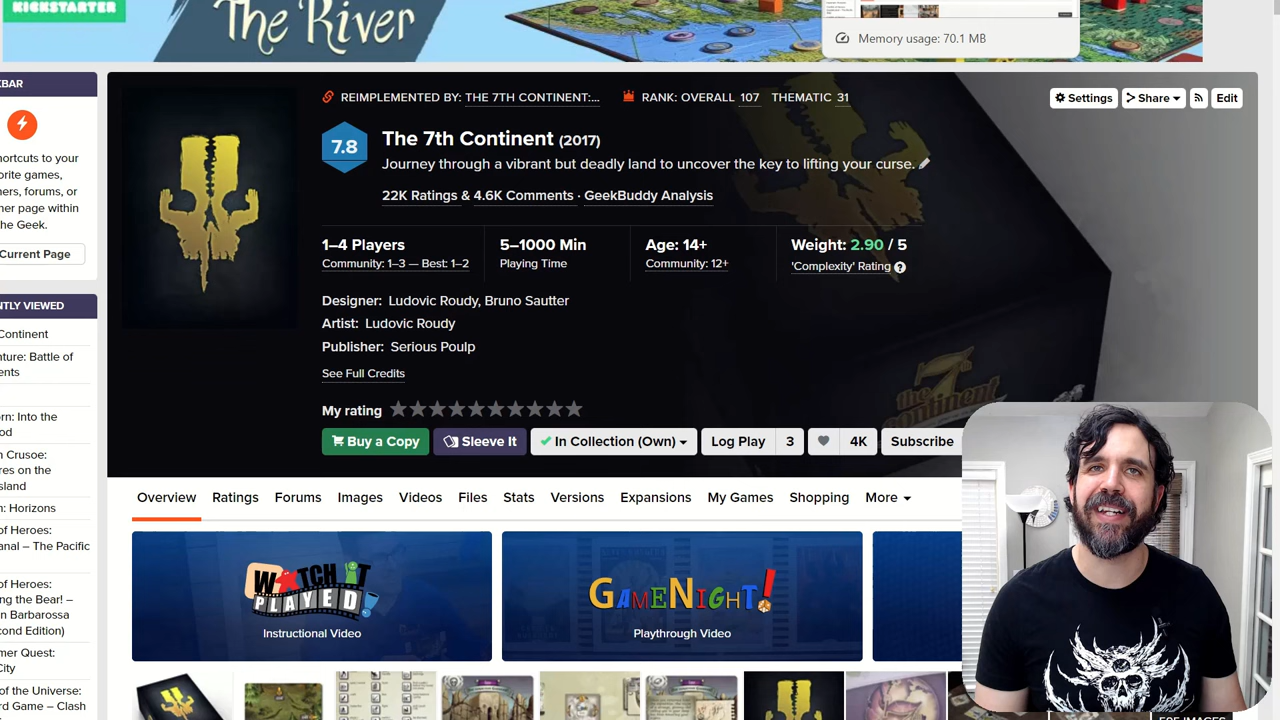 KICKSTARTER
The River
Memory usage: 70.1 MB
KBAR
hortcuts to your
orite games,
ners, forums, or
her page within
he Geek.
Current Page
NTLY VIEWED
Continent
nture: Battle of
ents
orn: Into the
od
n Crusoe:
res on the
sland
n: Horizons
of Heroes:
anal – The Pacific
of Heroes:
ng the Bear! –
n Barbarossa
cond Edition)
mer Quest:
City
of the Universe:
rd Game – Clash
REIMPLEMENTED BY: THE 7TH CONTINENT:...
RANK: OVERALL 107 THEMATIC 31
Settings
Share
Edit
7.8
The 7th Continent (2017)
Journey through a vibrant but deadly land to uncover the key to lifting your curse.
22K Ratings & 4.6K Comments · GeekBuddy Analysis
1–4 Players
Community: 1–3 — Best: 1–2
5–1000 Min
Playing Time
Age: 14+
Community: 12+
Weight: 2.90 / 5
'Complexity' Rating ?
Designer: Ludovic Roudy, Bruno Sautter
Artist: Ludovic Roudy
Publisher: Serious Poulp
See Full Credits
the 7 continent
My rating
Buy a Copy
Sleeve It
In Collection (Own)
Log Play 3
4K
Subscribe
Overview Ratings Forums Images Videos Files Stats Versions Expansions My Games Shopping More
WATCH IT PLAYED
Instructional Video
GAMENIGHT!
Playthrough Video